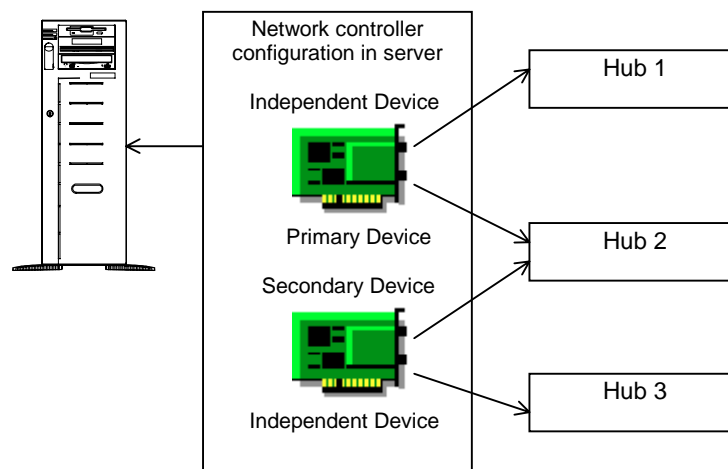 Network controller
configuration in server
Independent Device
Primary Device
Secondary Device
Independent Device
Hub 1
Hub 2
Hub 3